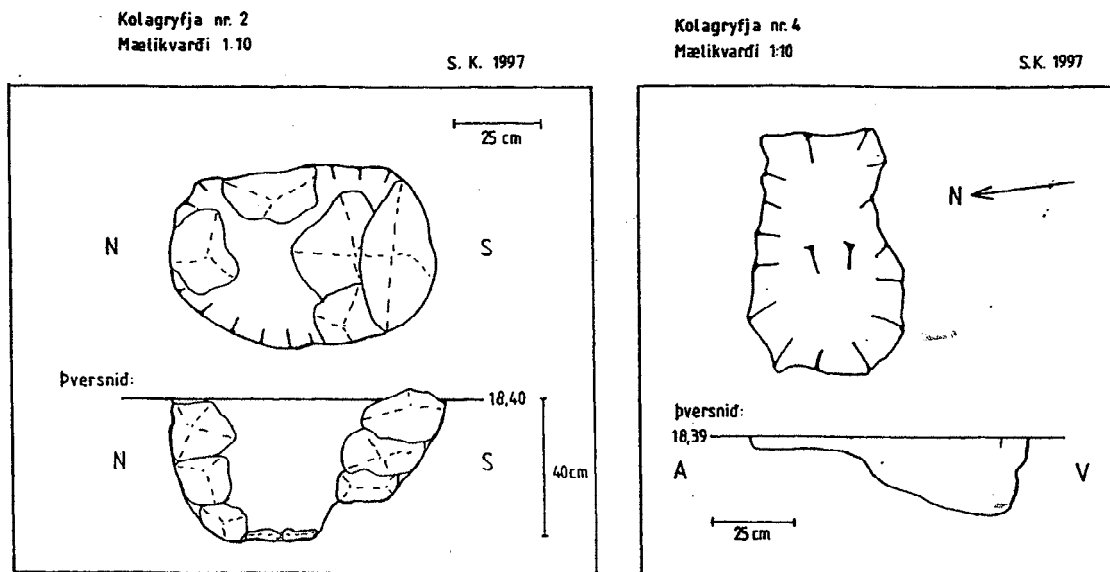 Kolagryfja nr. 2
Mælikvarði 1:10
S. K. 1997
25 cm
N
S
Þversnið:
18,40
N
S
40cm
Kolagryfja nr. 4
Mælikvarði 1:10
S.K. 1997
N
þversnið:
18,39
A
V
25 cm